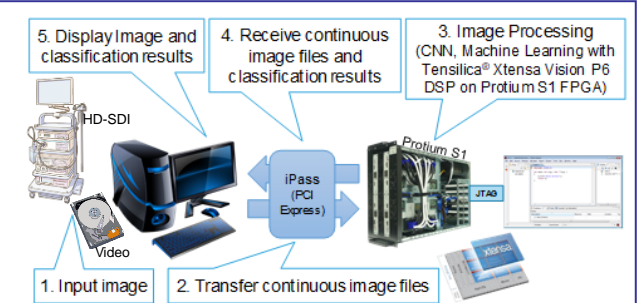 5. Display Image and
classification results
4. Receive continuous
image files and
classification results
3. Image Processing
(CNN, Machine Learning with
Tensilica® Xtensa Vision P6
DSP on Protium S1 FPGA)
HD-SDI
Protium S1
iPass
(PCI
Express)
JTAG
Video
xtensa
1. Input image
2. Transfer continuous image files